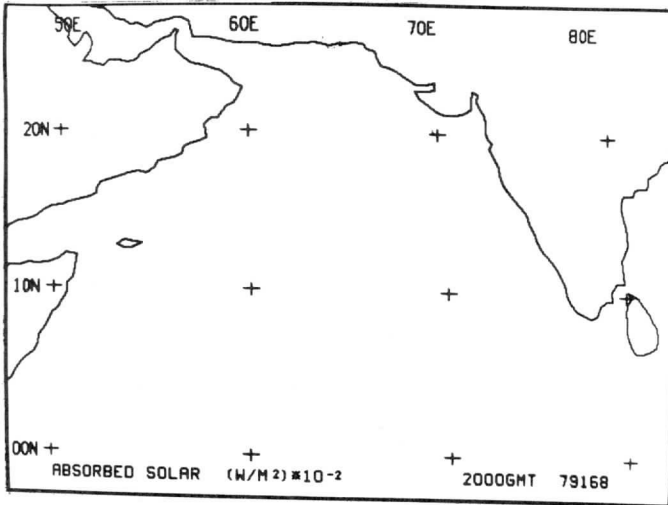 50E 60E 70E 80E
20N
10N
00N
ABSORBED SOLAR (W/M²)*10⁻² 2000GMT 79168